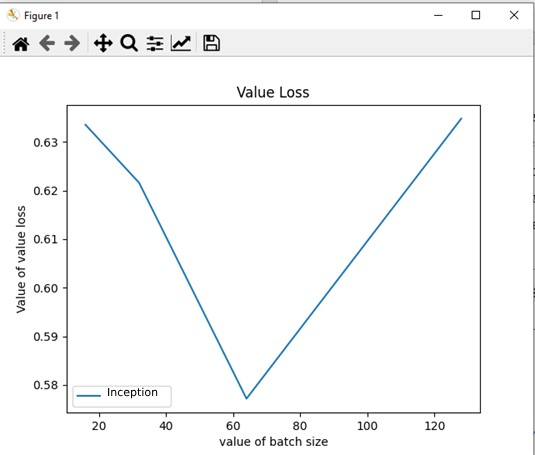 Figure 1
Value Loss
Value of value loss
0.63
0.62
0.61
0.60
0.59
0.58
Inception
20 40 60 80 100 120
value of batch size